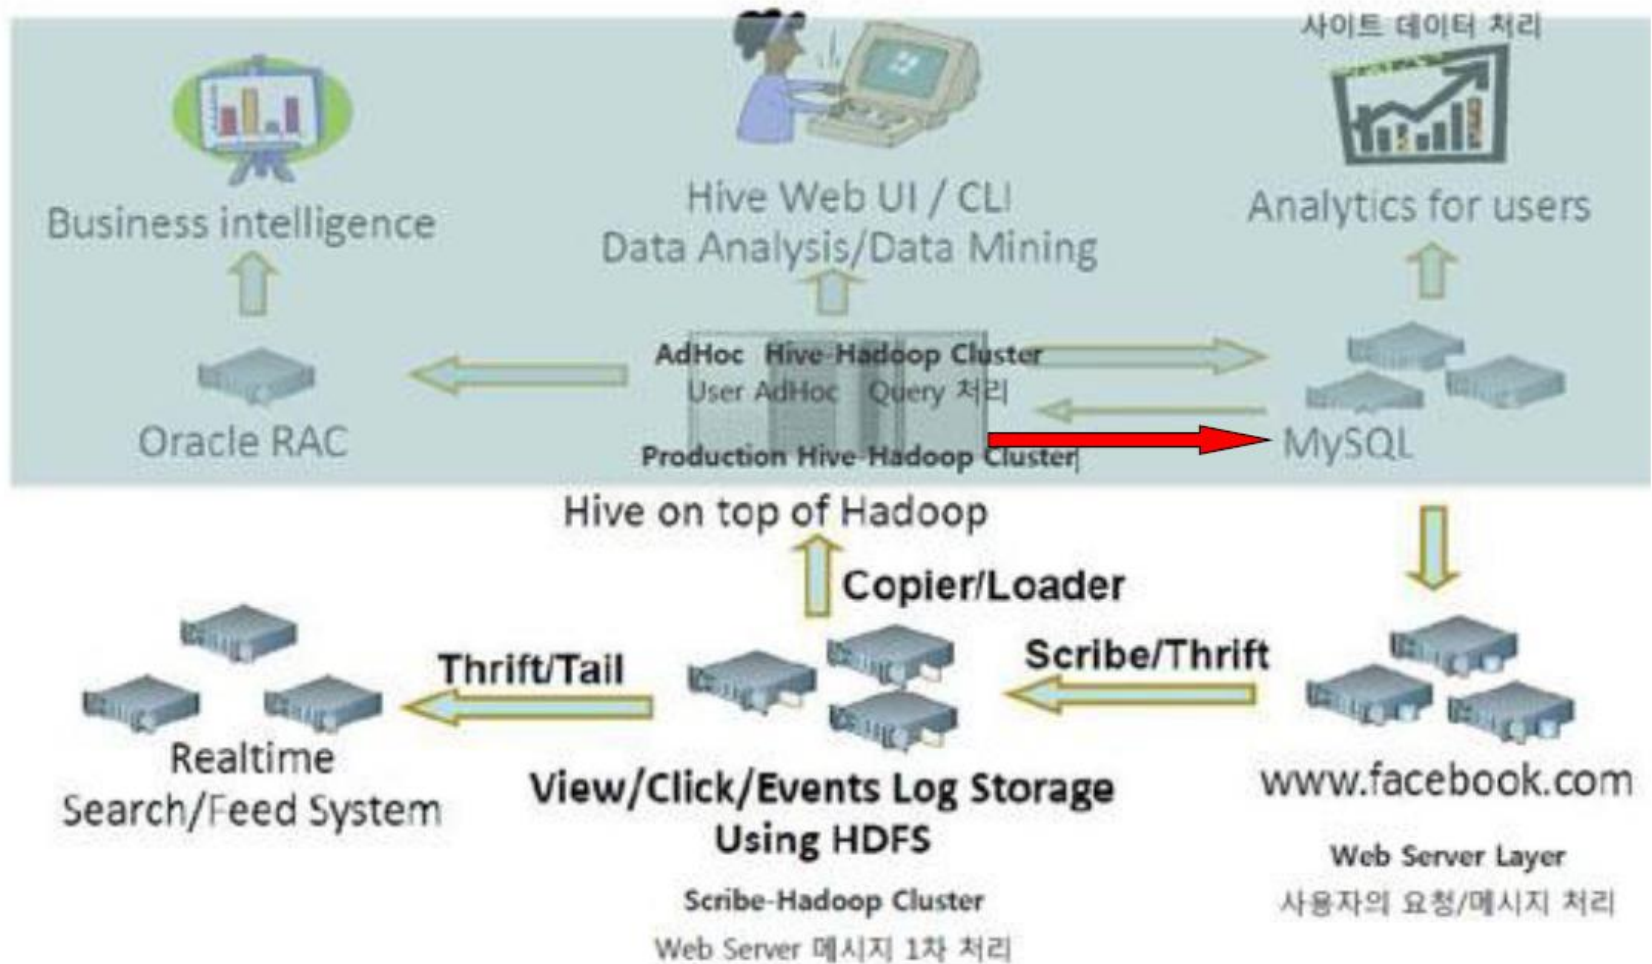 사이트 데이터 처리
Business intelligence
Hive Web UI / CLI
Data Analysis/Data Mining
Analytics for users
AdHoc Hive-Hadoop Cluster
User AdHoc Query 처리
Oracle RAC
Production Hive-Hadoop Cluster
MySQL
Hive on top of Hadoop
Copier/Loader
Thrift/Tail
Scribe/Thrift
Realtime
Search/Feed System
View/Click/Events Log Storage
Using HDFS
www.facebook.com
Web Server Layer
사용자의 요청/메시지 처리
Scribe-Hadoop Cluster
Web Server 메시지 1차 처리